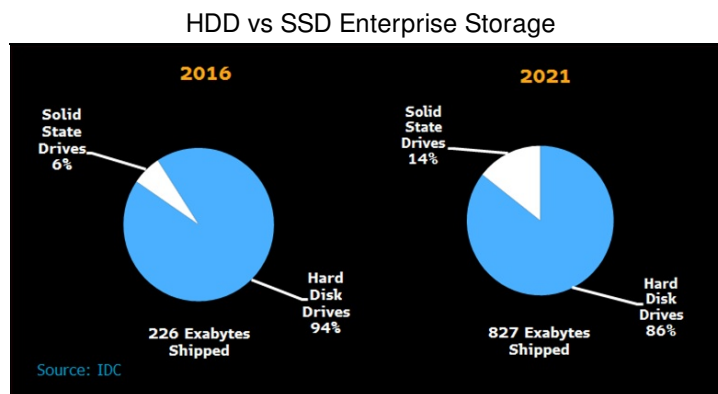 HDD vs SSD Enterprise Storage
2016
Solid
State
Drives
6%
Hard
Disk
Drives
94%
226 Exabytes
Shipped
2021
Solid
State
Drives
14%
Hard
Disk
Drives
86%
827 Exabytes
Shipped
Source: IDC